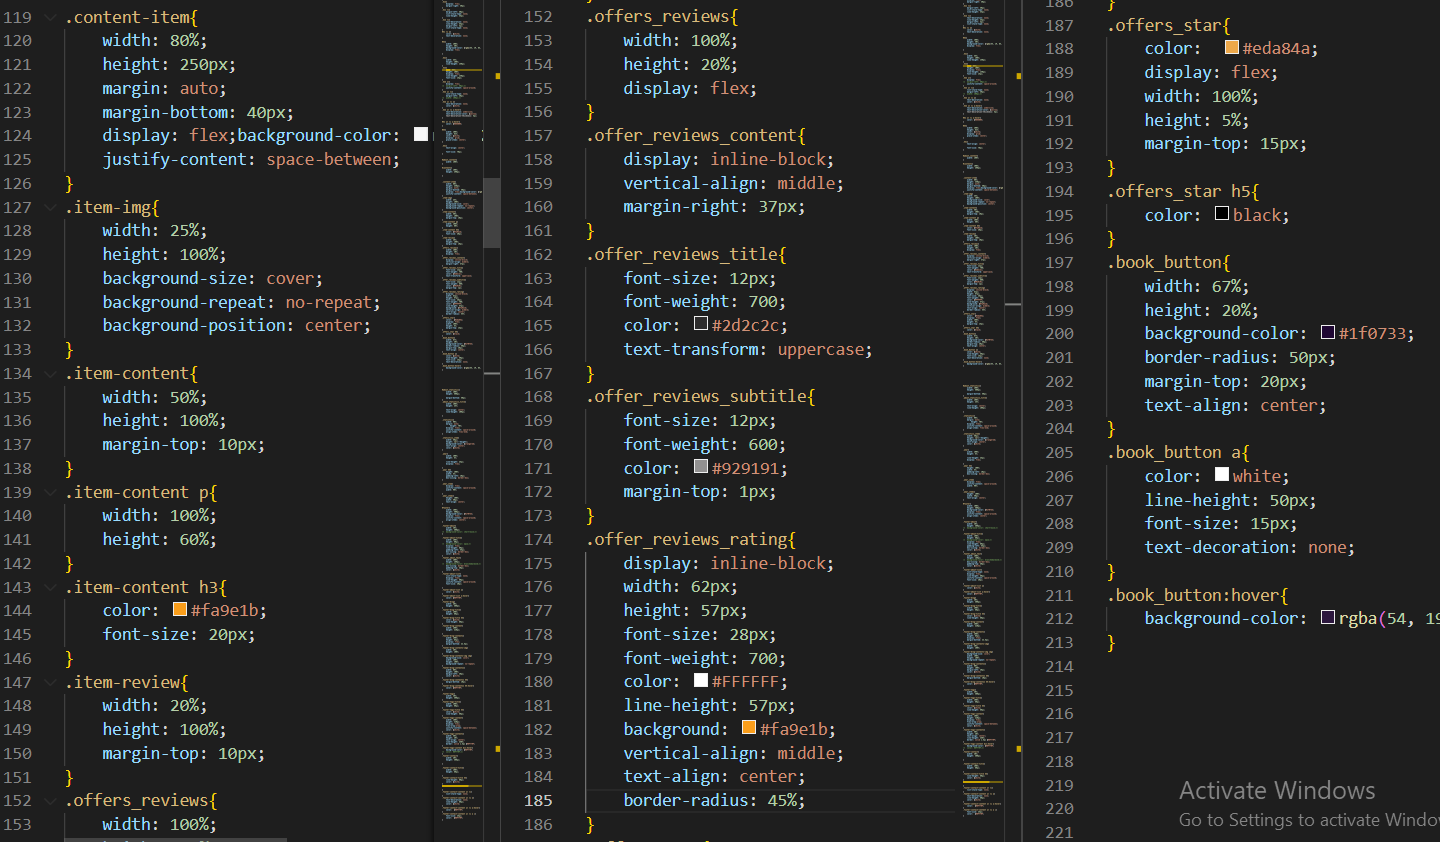 119 .content-item{
120 width: 80%;
121 height: 250px;
122 margin: auto;
123 margin-bottom: 40px;
124 display: flex;background-color:
125 justify-content: space-between;
126 }
127 .item-img{
128 width: 25%;
129 height: 100%;
130 background-size: cover;
131 background-repeat: no-repeat;
132 background-position: center;
133 }
134 .item-content{
135 width: 50%;
136 height: 100%;
137 margin-top: 10px;
138 }
139 .item-content p{
140 width: 100%;
141 height: 60%;
142 }
143 .item-content h3{
144 color: #fa9e1b;
145 font-size: 20px;
146 }
147 .item-review{
148 width: 20%;
149 height: 100%;
150 margin-top: 10px;
151 }
152 .offers_reviews{
153 width: 100%;
152 .offers_reviews{
153 width: 100%;
154 height: 20%;
155 display: flex;
156 }
157 .offer_reviews_content{
158 display: inline-block;
159 vertical-align: middle;
160 margin-right: 37px;
161 }
162 .offer_reviews_title{
163 font-size: 12px;
164 font-weight: 700;
165 color: #2d2c2c;
166 text-transform: uppercase;
167 }
168 .offer_reviews_subtitle{
169 font-size: 12px;
170 font-weight: 600;
171 color: #929191;
172 margin-top: 1px;
173 }
174 .offer_reviews_rating{
175 display: inline-block;
176 width: 62px;
177 height: 57px;
178 font-size: 28px;
179 font-weight: 700;
180 color: #FFFFFF;
181 line-height: 57px;
182 background: #fa9e1b;
183 vertical-align: middle;
184 text-align: center;
185 border-radius: 45%;
186 }
186 }
187 .offers_star{
188 color: #eda84a;
189 display: flex;
190 width: 100%;
191 height: 5%;
192 margin-top: 15px;
193 }
194 .offers_star h5{
195 color: black;
196 }
197 .book_button{
198 width: 67%;
199 height: 20%;
200 background-color: #1f0733;
201 border-radius: 50px;
202 margin-top: 20px;
203 text-align: center;
204 }
205 .book_button a{
206 color: white;
207 line-height: 50px;
208 font-size: 15px;
209 text-decoration: none;
210 }
211 .book_button:hover{
212 background-color: rgba(54, 19
213 }
214
215
216
217
218
219
220
221
Activate Windows
Go to Settings to activate Windo